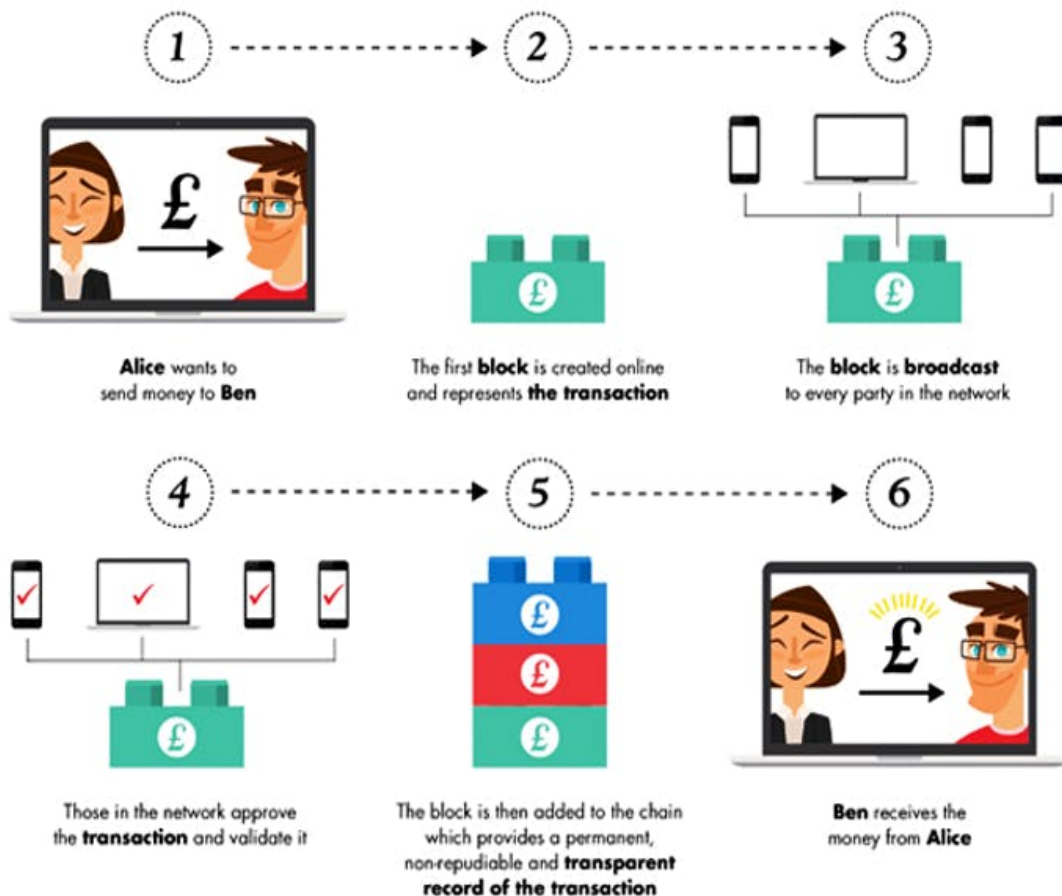 1
2
3
£
£
£
Alice wants to
send money to Ben
The first block is created online
and represents the transaction
The block is broadcast
to every party in the network
4
5
6
£
£
£
£
£
Those in the network approve
the transaction and validate it
The block is then added to the chain
which provides a permanent,
non-repudiable and transparent
record of the transaction
Ben receives the
money from Alice